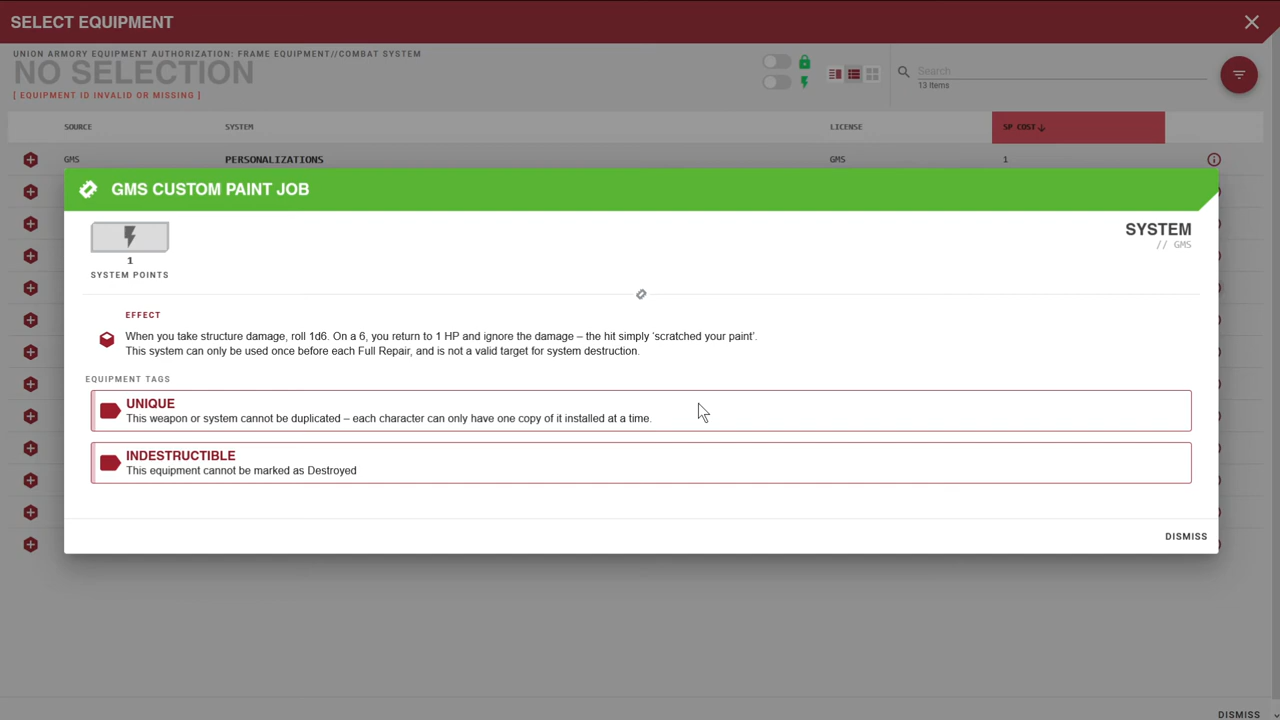 SELECT EQUIPMENT
UNION ARMORY EQUIPMENT AUTHORIZATION: FRAME EQUIPMENT//COMBAT SYSTEM
NO SELECTION
[ EQUIPMENT ID INVALID OR MISSING ]
Search
13 Items
SOURCE SYSTEM LICENSE SP COST
GMS PERSONALIZATIONS GMS 1
GMS CUSTOM PAINT JOB
SYSTEM
// GMS
1
SYSTEM POINTS
EFFECT
When you take structure damage, roll 1d6. On a 6, you return to 1 HP and ignore the damage – the hit simply ‘scratched your paint’.
This system can only be used once before each Full Repair, and is not a valid target for system destruction.
EQUIPMENT TAGS
UNIQUE
This weapon or system cannot be duplicated – each character can only have one copy of it installed at a time.
INDESTRUCTIBLE
This equipment cannot be marked as Destroyed
DISMISS
DISMISS